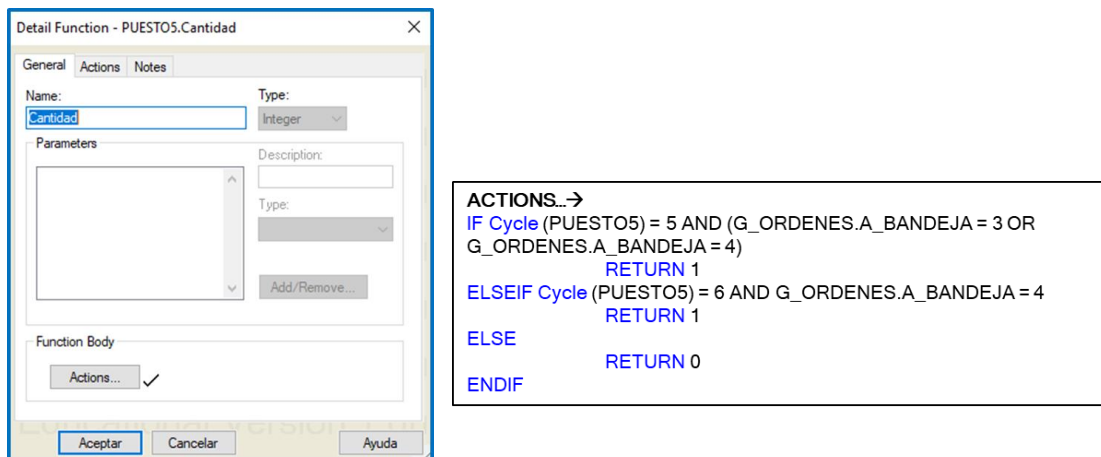 Detail Function - PUESTO5.Cantidad
General Actions Notes
Name:
Type:
Cantidad
Integer
Parameters
Description:
Type:
Add/Remove...
Function Body
Actions...
Educational Version
Aceptar Cancelar Ayuda
ACTIONS...→
IF Cycle (PUESTO5) = 5 AND (G_ORDENES.A_BANDEJA = 3 OR
G_ORDENES.A_BANDEJA = 4)
RETURN 1
ELSEIF Cycle (PUESTO5) = 6 AND G_ORDENES.A_BANDEJA = 4
RETURN 1
ELSE
RETURN 0
ENDIF